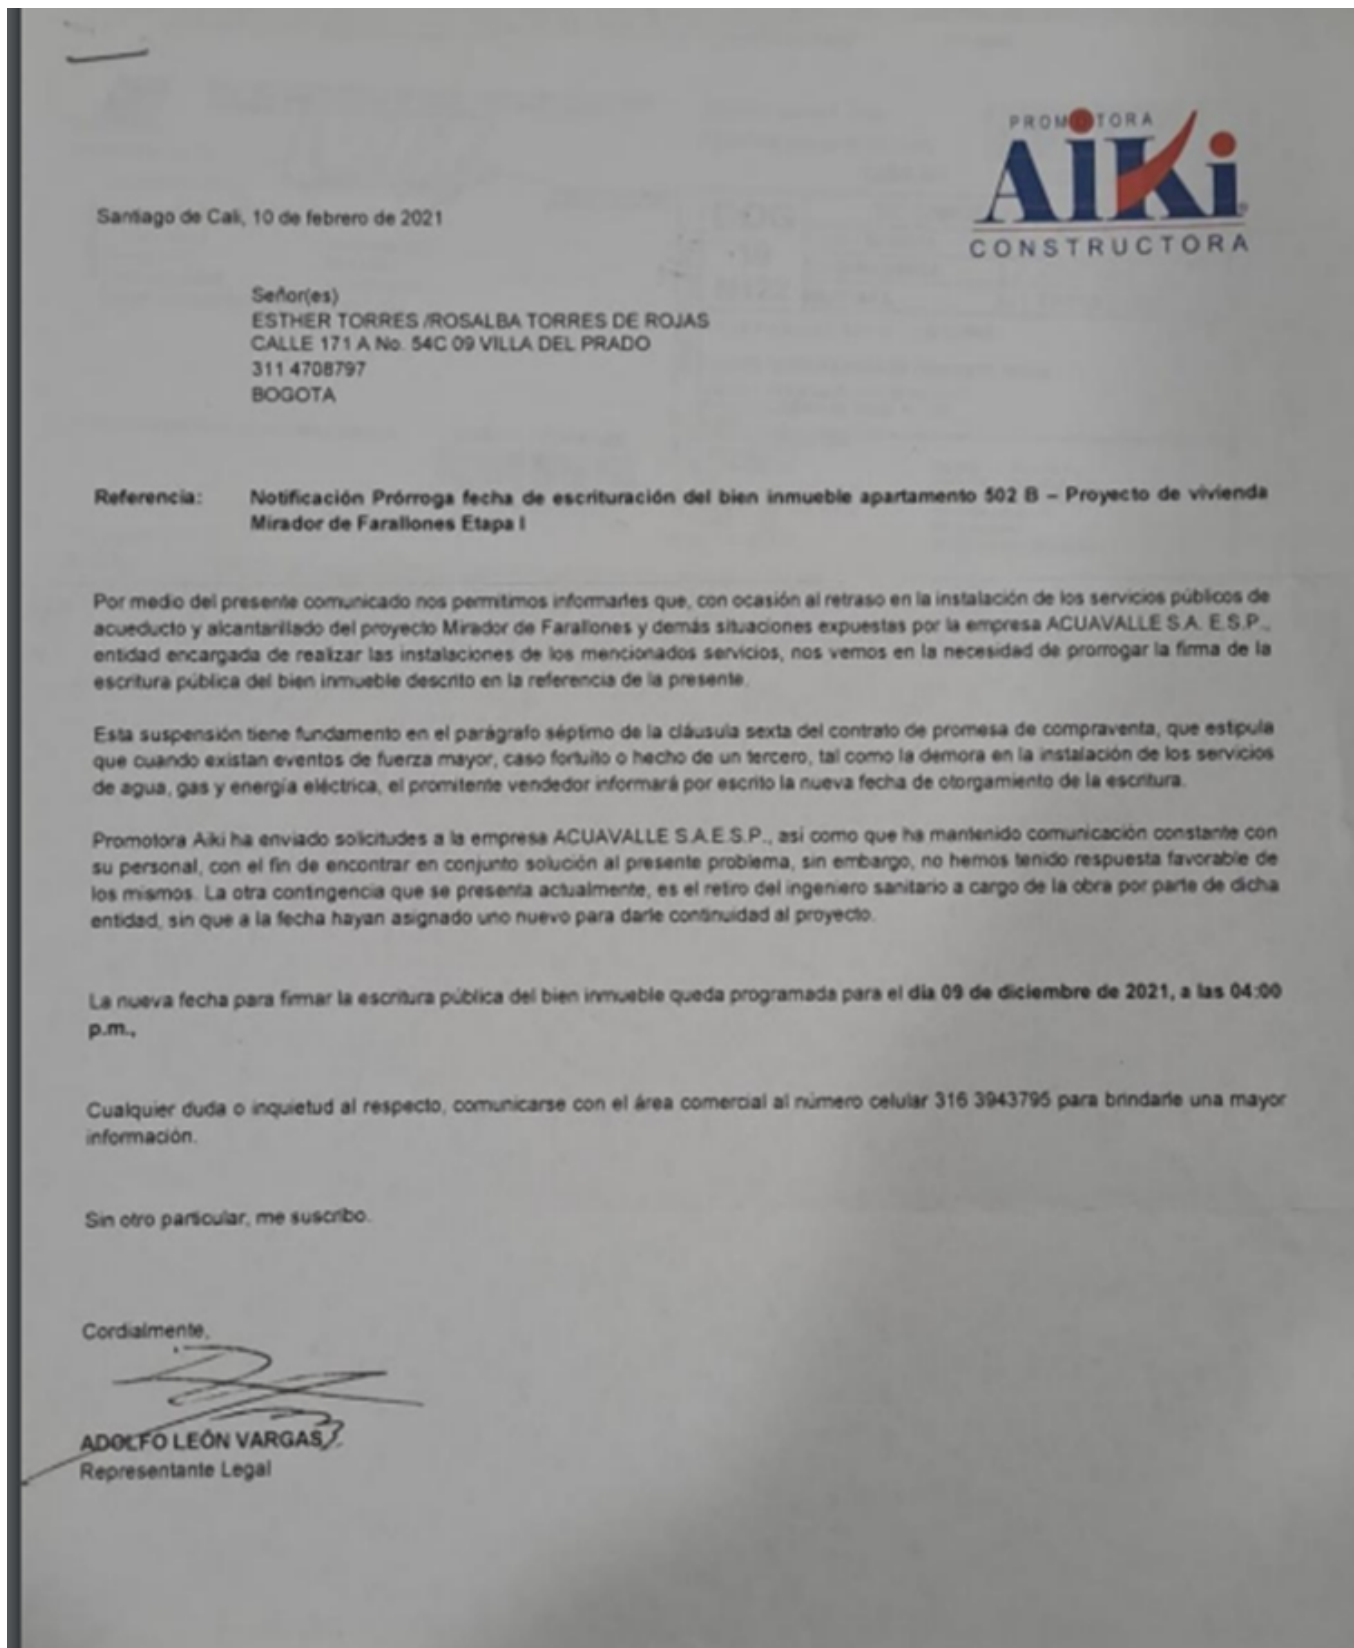 PROMOTORA
AIKI
CONSTRUCTORA
Santiago de Cali, 10 de febrero de 2021
Señor(es)
ESTHER TORRES /ROSALBA TORRES DE ROJAS
CALLE 171 A No. 54C 09 VILLA DEL PRADO
311 4708797
BOGOTA
Referencia: Notificación Prórroga fecha de escrituración del bien inmueble apartamento 502 B – Proyecto de vivienda
Mirador de Farallones Etapa I
Por medio del presente comunicado nos permitimos informarles que, con ocasión al retraso en la instalación de los servicios públicos de
acueducto y alcantarillado del proyecto Mirador de Farallones y demás situaciones expuestas por la empresa ACUAVALLE S.A. E.S.P.,
entidad encargada de realizar las instalaciones de los mencionados servicios, nos vemos en la necesidad de prorrogar la firma de la
escritura pública del bien inmueble descrito en la referencia de la presente.
Esta suspensión tiene fundamento en el parágrafo séptimo de la cláusula sexta del contrato de promesa de compraventa, que estipula
que cuando existan eventos de fuerza mayor, caso fortuito o hecho de un tercero, tal como la demora en la instalación de los servicios
de agua, gas y energía eléctrica, el promitente vendedor informará por escrito la nueva fecha de otorgamiento de la escritura.
Promotora Aiki ha enviado solicitudes a la empresa ACUAVALLE S.A.E.S.P., así como que ha mantenido comunicación constante con
su personal, con el fin de encontrar en conjunto solución al presente problema, sin embargo, no hemos tenido respuesta favorable de
los mismos. La otra contingencia que se presenta actualmente, es el retiro del ingeniero sanitario a cargo de la obra por parte de dicha
entidad, sin que a la fecha hayan asignado uno nuevo para darle continuidad al proyecto.
La nueva fecha para firmar la escritura pública del bien inmueble queda programada para el día 09 de diciembre de 2021, a las 04:00
p.m.,
Cualquier duda o inquietud al respecto, comunicarse con el área comercial al número celular 316 3943795 para brindarle una mayor
información.
Sin otro particular, me suscribo.
Cordialmente,
ADOLFO LEÓN VARGAS
Representante Legal